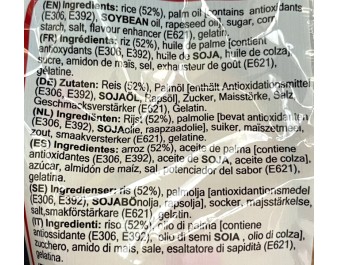 (EN) Ingredients: rice (52%), palm oil [contains antioxidants
(E306, E392), SOYBEAN oil, rapeseed oil], sugar, corn
starch, salt, flavour enhancer (E621), gelatin.
(FR) Ingrédients: riz (52%), huile de palme [contient
antioxydants (E306, E392), huile de SOJA, huile de colza],
sucre, amidon de maïs, sel, exhausteur de goût (E621),
gélatine.
(DE) Zutaten: Reis (52%), Palmöl [enthält Antioxidationsmittel
(E306, E392), SOJAÖL, Rapsöl], Zucker, Maisstärke, Salz
Geschmacksverstärker (E621), Gelatin.
(NL) Ingrediënten: Rijst (52%), palmolie [bevat antioxidanten
(E306, E392), SOJAolie, raapzaadolie], suiker, maiszetmeel,
zout, smaakversterker (E621), gelatine.
(ES) Ingredientes: arroz (52%), aceite de palma [contiene
antioxidantes (E306, E392), aceite de SOJA, aceite de colza],
azúcar, almidón de maíz, sal, potenciador del sabor (E621),
gelatina.
(SE) Ingredienser: ris (52%), palmolja [antioxidantionsmedel
(E306, E392), SOJABÖNolja, rapsolja], socker, majsstärkelse,
salt,smakförstärkare (E621), gelatin.
(IT) Ingredienti: riso (52%), olio di palma [contiene
antiossidante (E306, E392), olio di semi SOIA, olio di colza],
zucchero, amido di mais, sale, esaltatore di sapidità (E621),
gelatina.